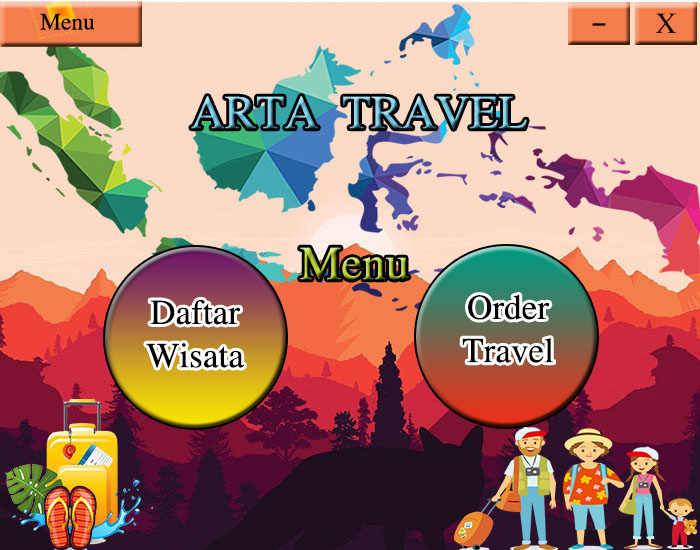 Menu
–
X
ARTA TRAVEL
Menu
Daftar
Wisata
Order
Travel